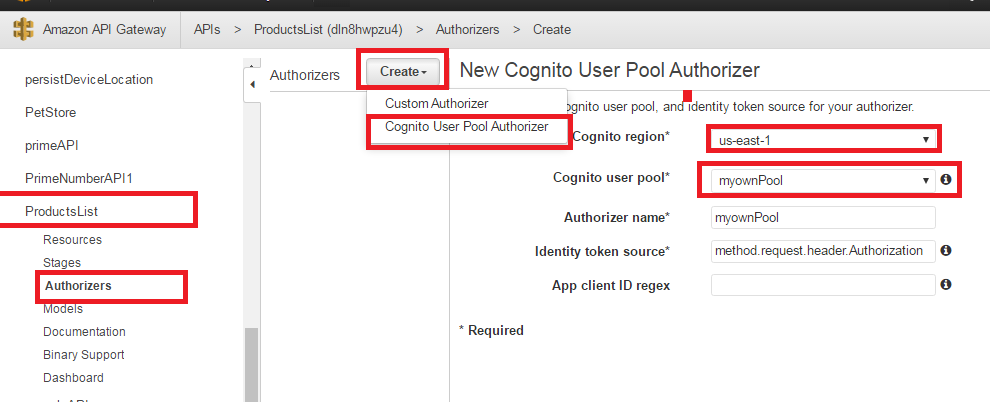 Amazon API Gateway APIs > ProductsList (dln8hwpzu4) > Authorizers > Create
persistDeviceLocation
PetStore
primeAPI
PrimeNumberAPI1
ProductsList
Resources
Stages
Authorizers
Models
Documentation
Binary Support
Dashboard
Authorizers
Create
Custom Authorizer
Cognito User Pool Authorizer
New Cognito User Pool Authorizer
ognito user pool, and identity token source for your authorizer.
Cognito region* us-east-1
Cognito user pool* myownPool
Authorizer name* myownPool
Identity token source* method.request.header.Authorization
App client ID regex
* Required